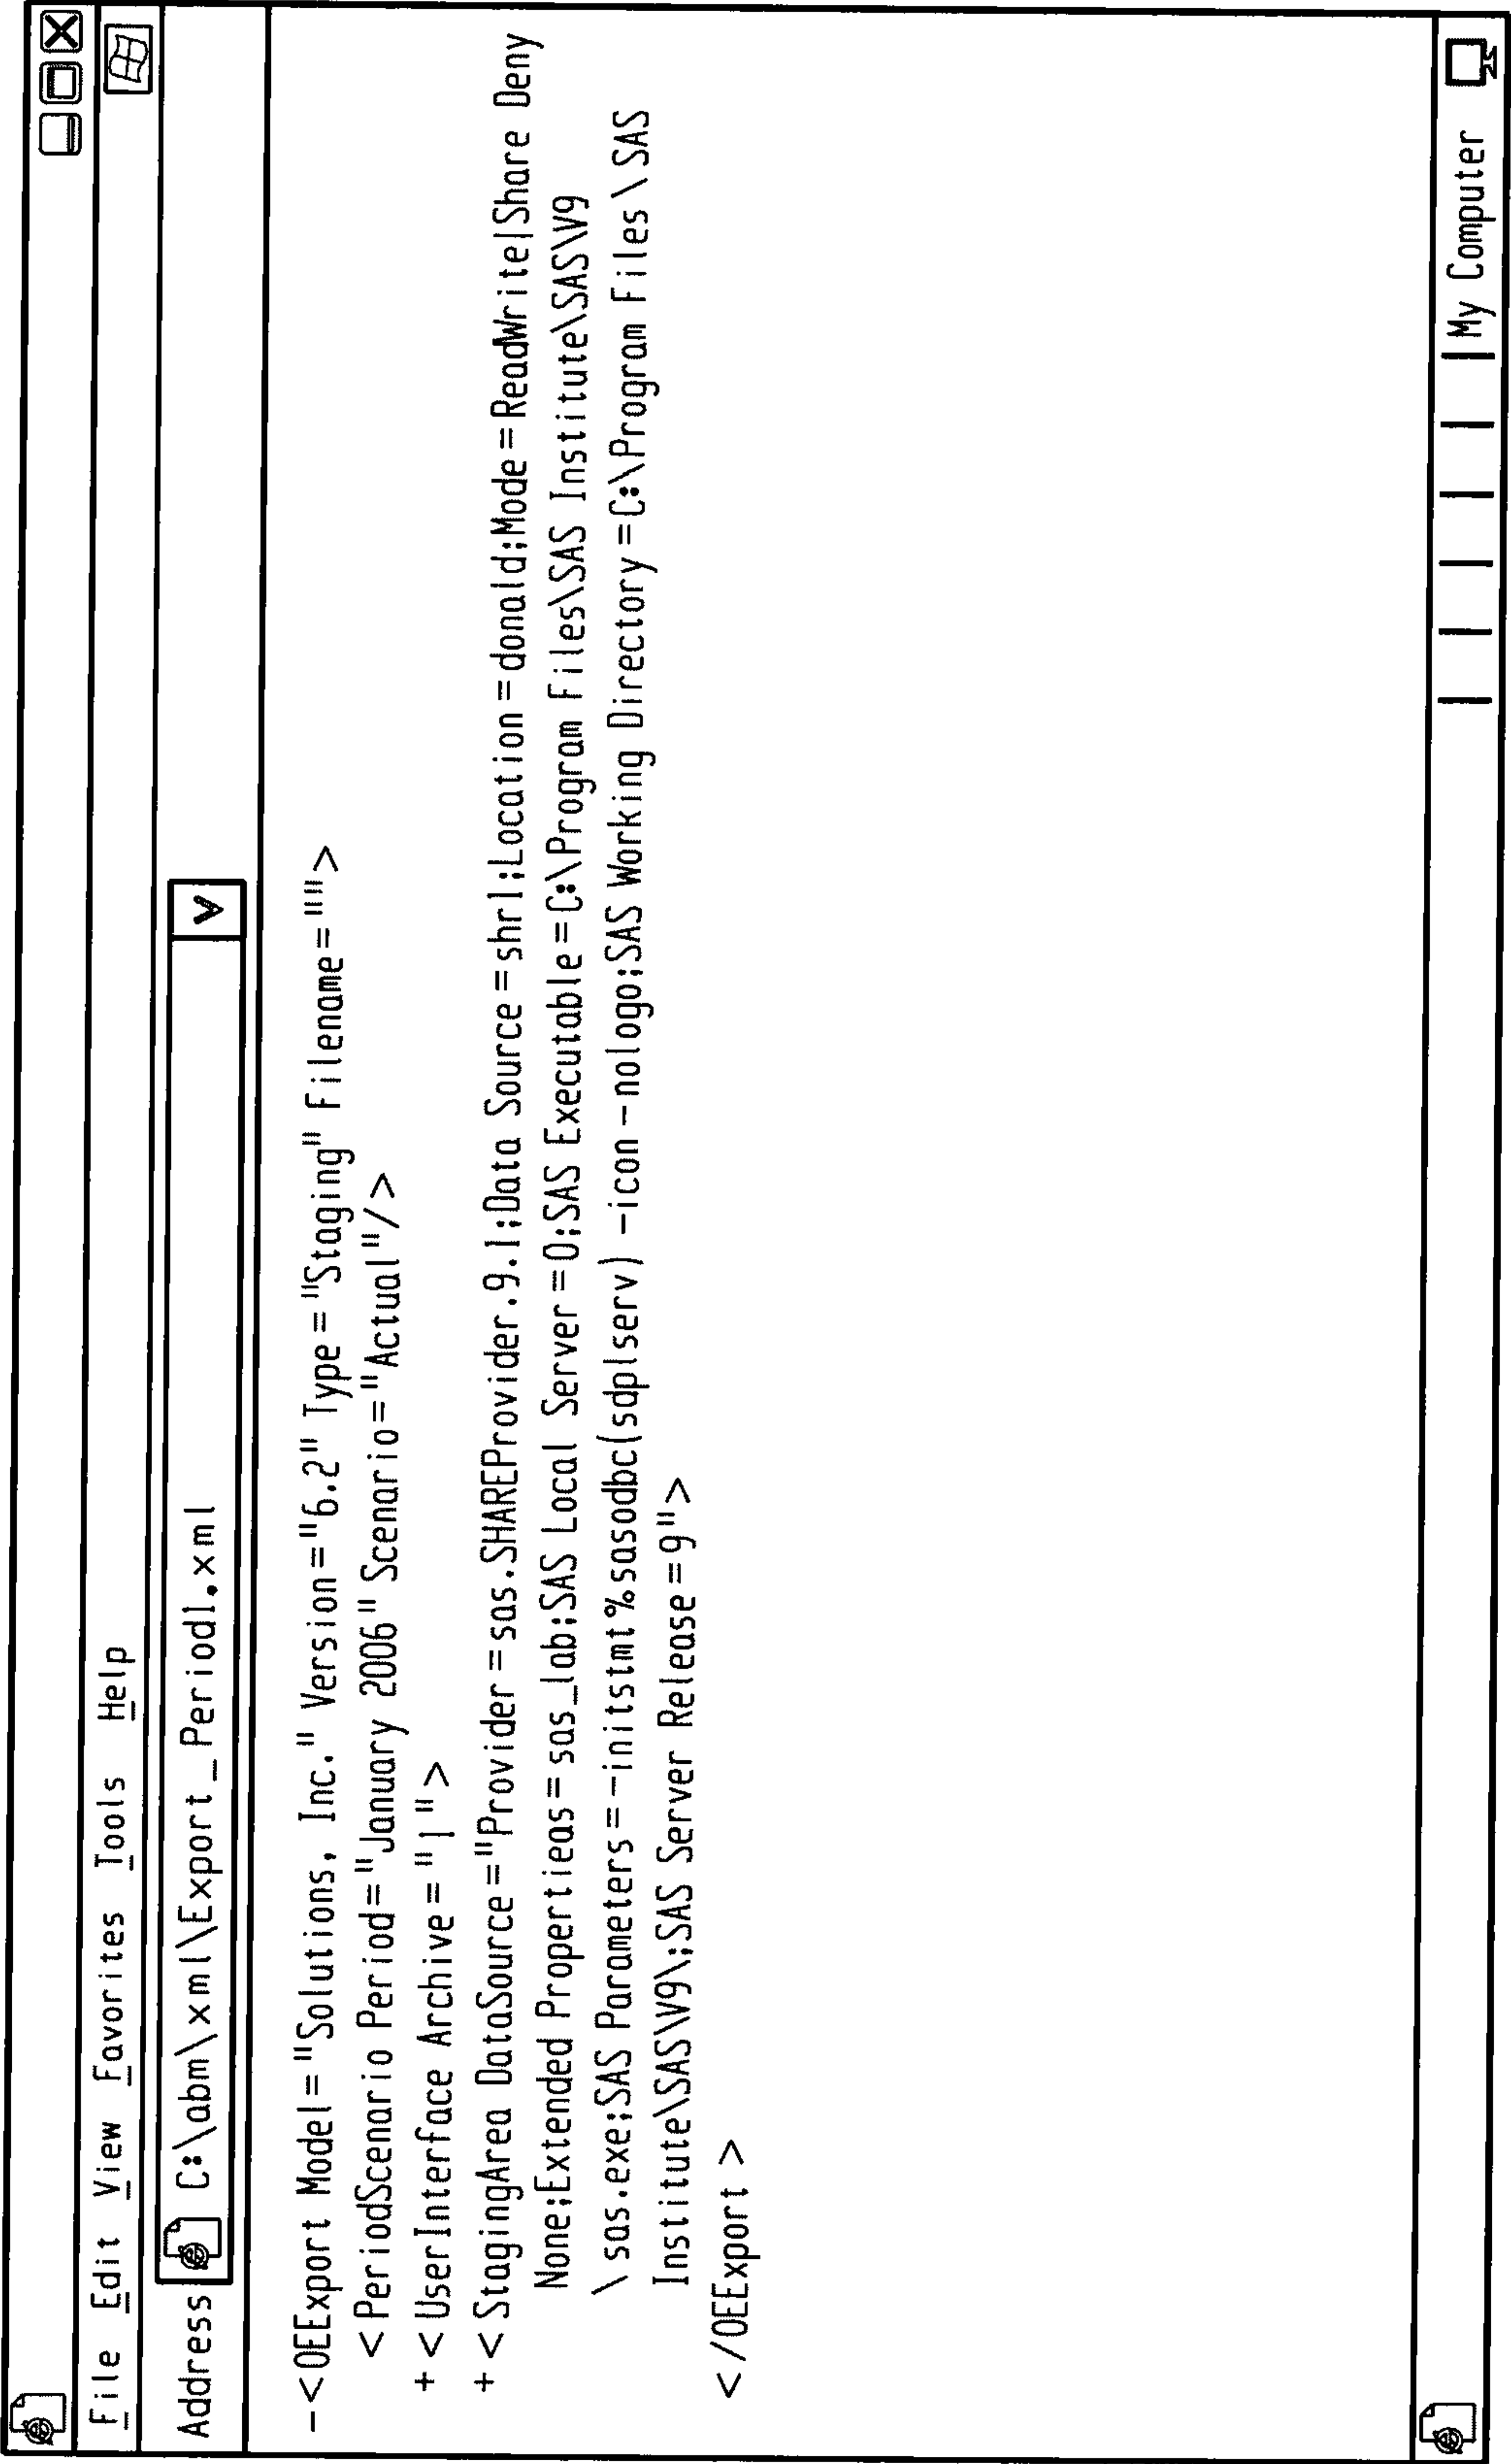 File Edit View Favorites Tools Help
Address C:\abm\xml\Export_Period1.xml
-<OEExport Model="Solutions, Inc." Version="6.2" Type="Staging" Filename="">
<PeriodScenario Period="January 2006" Scenario="Actual"/>
+<UserInterface Archive="1">
+<StagingArea DataSource="Provider=sas.SHAREProvider.9.1;Data Source=shr1;Location=donald;Mode=ReadWrite|Share Deny
None;Extended Propertieas=sas_lab;SAS Local Server=0;SAS Executable=C:\Program Files\SAS Institute\SAS\V9
\sas.exe;SAS Parameters=-initstmt%sasodbc(sdplserv) -icon-nologo;SAS Working Directory=C:\Program Files\SAS
Institute\SAS\V9\;SAS Server Release=9">
</OEExport >
My Computer